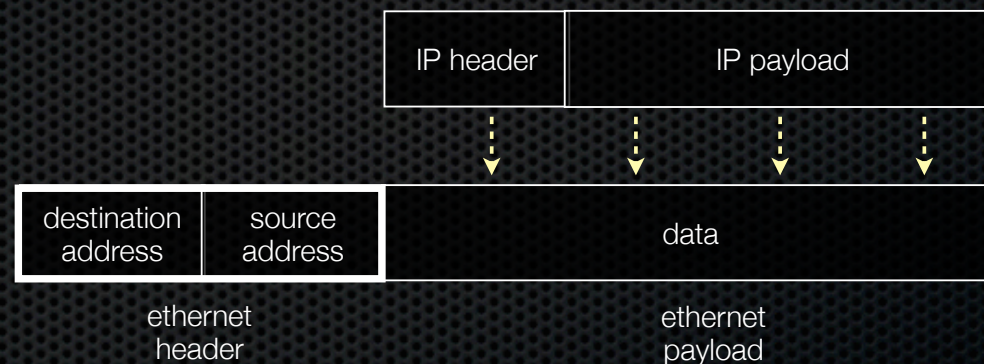 IP header
IP payload
destination
address
source
address
data
ethernet
header
ethernet
payload